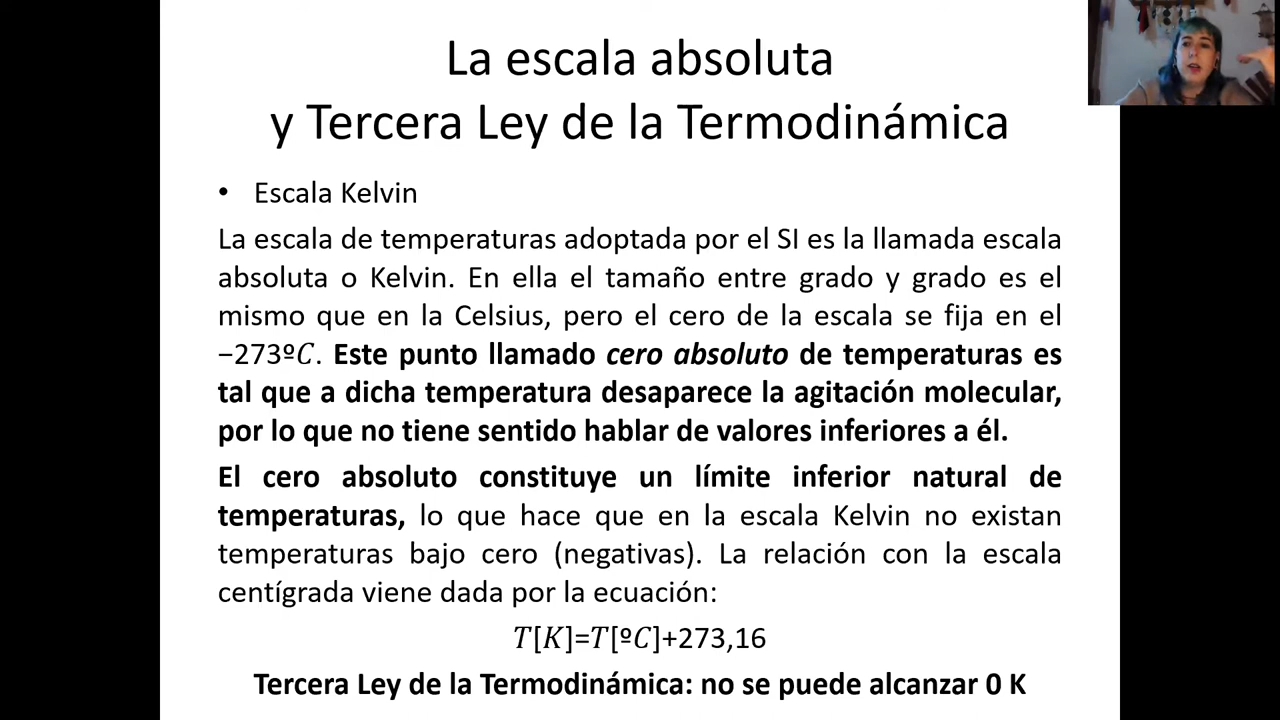 La escala absoluta
y Tercera Ley de la Termodinámica
• Escala Kelvin
La escala de temperaturas adoptada por el SI es la llamada escala
absoluta o Kelvin. En ella el tamaño entre grado y grado es el
mismo que en la Celsius, pero el cero de la escala se fija en el
−273ºC. Este punto llamado cero absoluto de temperaturas es
tal que a dicha temperatura desaparece la agitación molecular,
por lo que no tiene sentido hablar de valores inferiores a él.
El cero absoluto constituye un límite inferior natural de
temperaturas, lo que hace que en la escala Kelvin no existan
temperaturas bajo cero (negativas). La relación con la escala
centígrada viene dada por la ecuación:
T[K]=T[ºC]+273,16
Tercera Ley de la Termodinámica: no se puede alcanzar 0 K